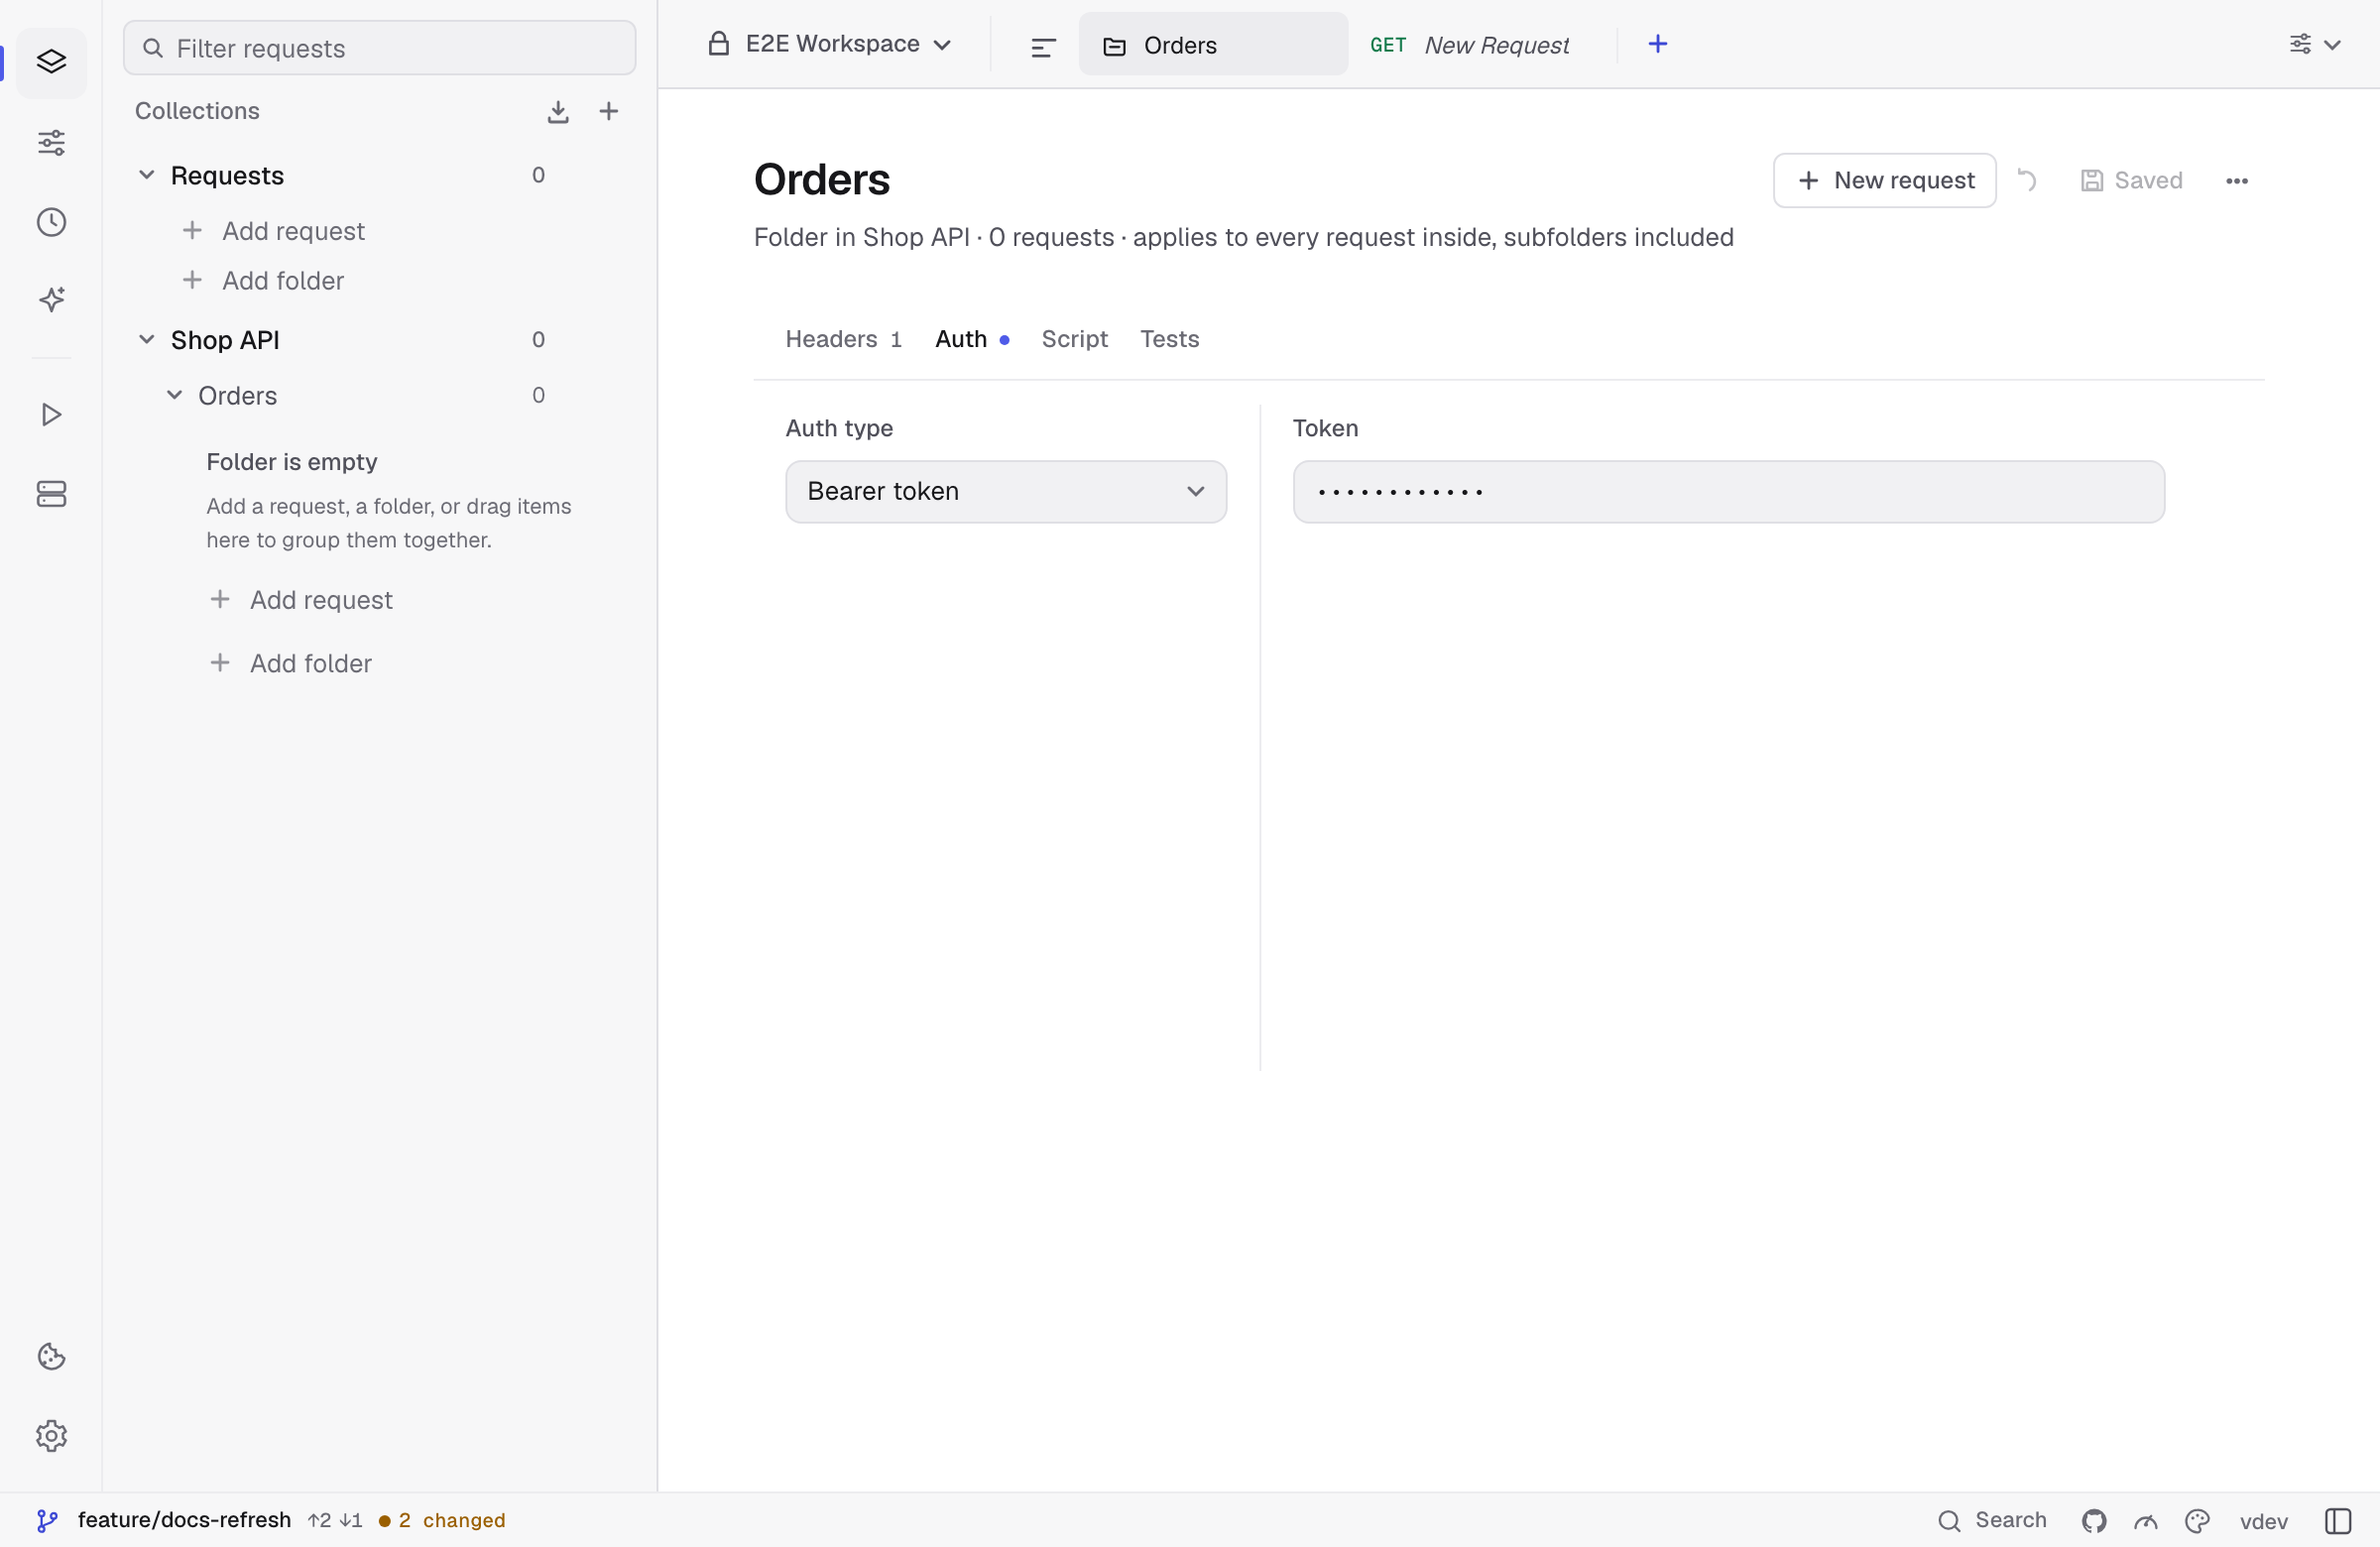 Filter requests
Collections
Requests 0
Add request
Add folder
Shop API 0
Orders 0
Folder is empty
Add a request, a folder, or drag items
here to group them together.
Add request
Add folder
E2E Workspace
Orders
GET New Request
Orders
New request
Saved
Folder in Shop API · 0 requests · applies to every request inside, subfolders included
Headers 1
Auth
Script
Tests
Auth type
Bearer token
Token
••••••••••••
feature/docs-refresh ↑2 ↓1 ● 2 changed
Search
vdev